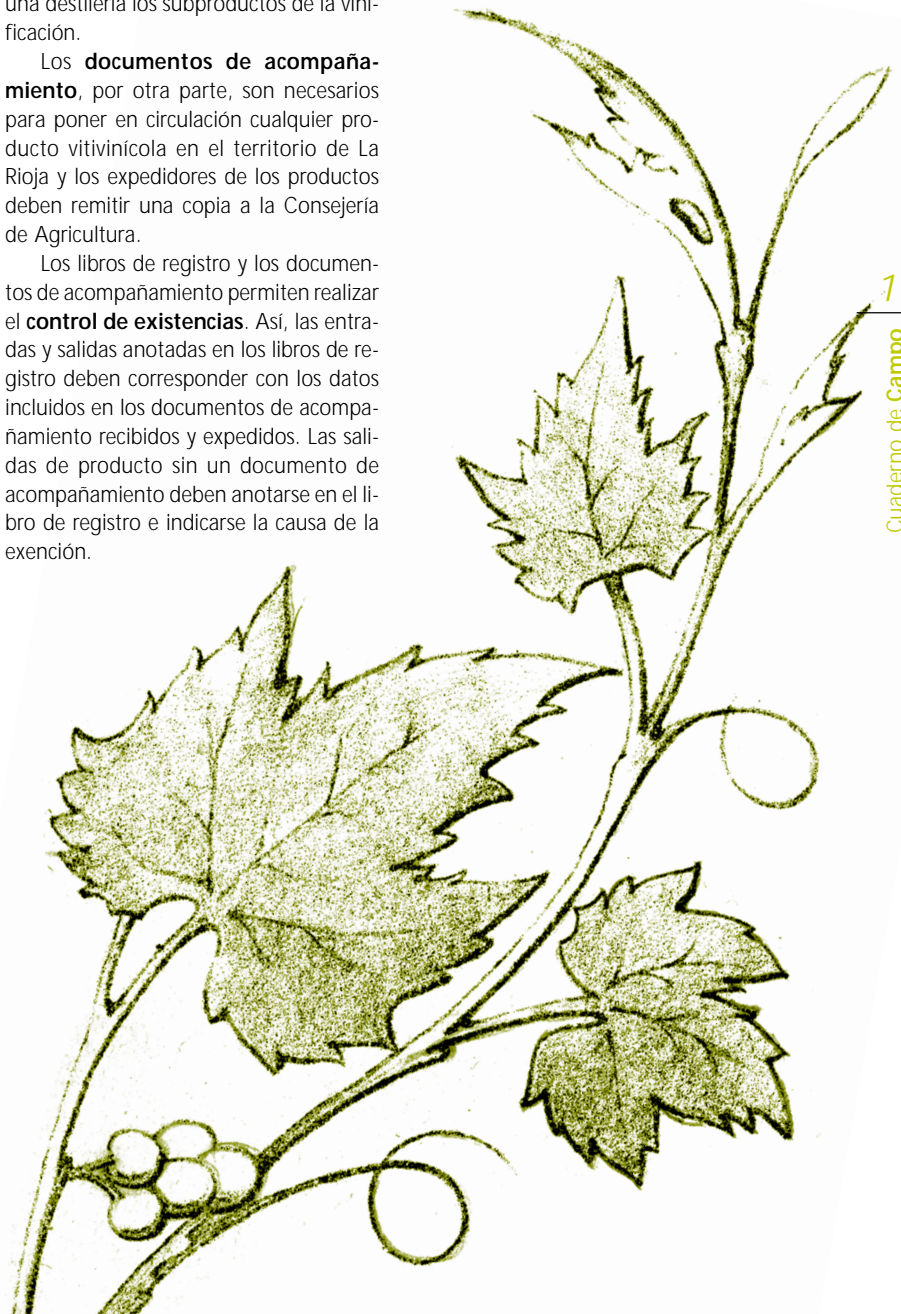 una destilería los subproductos de la vini-
ficación.
Los documentos de acompaña-
miento, por otra parte, son necesarios
para poner en circulación cualquier pro-
ducto vitivinícola en el territorio de La
Rioja y los expedidores de los productos
deben remitir una copia a la Consejería
de Agricultura.
Los libros de registro y los documen-
tos de acompañamiento permiten realizar
el control de existencias. Así, las entra-
das y salidas anotadas en los libros de re-
gistro deben corresponder con los datos
incluidos en los documentos de acompa-
ñamiento recibidos y expedidos. Las sali-
das de producto sin un documento de
acompañamiento deben anotarse en el li-
bro de registro e indicarse la causa de la
exención.
1
Cuaderno de Campo